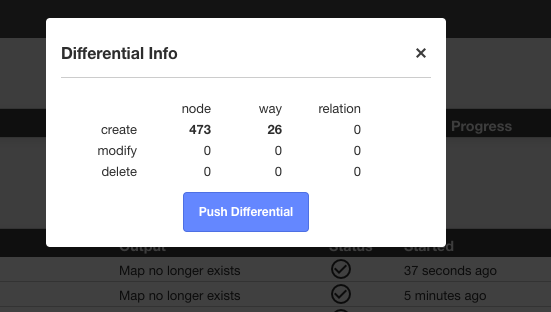 Differential Info ×
node way relation
create 473 26 0
Progress
modify 0 0 0
delete 0 0 0
Push Differential
Output Status Started
Map no longer exists 37 seconds ago
Map no longer exists 5 minutes ago